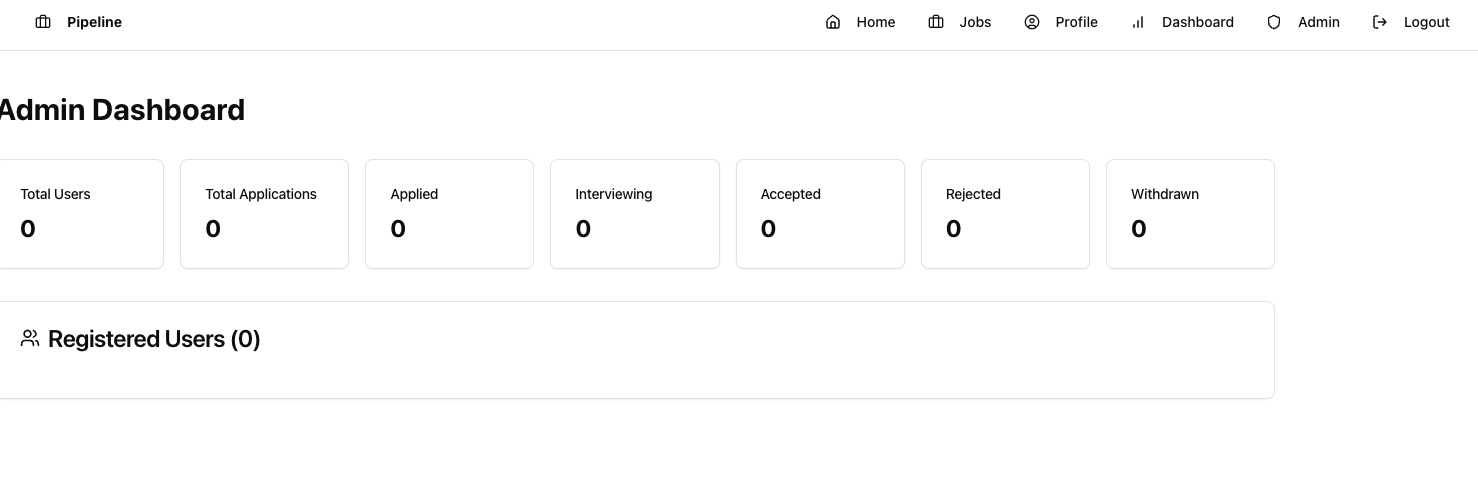 Pipeline Home Jobs Profile Dashboard Admin Logout
Admin Dashboard
Total Users Total Applications Applied Interviewing Accepted Rejected Withdrawn
0 0 0 0 0 0 0
Registered Users (0)